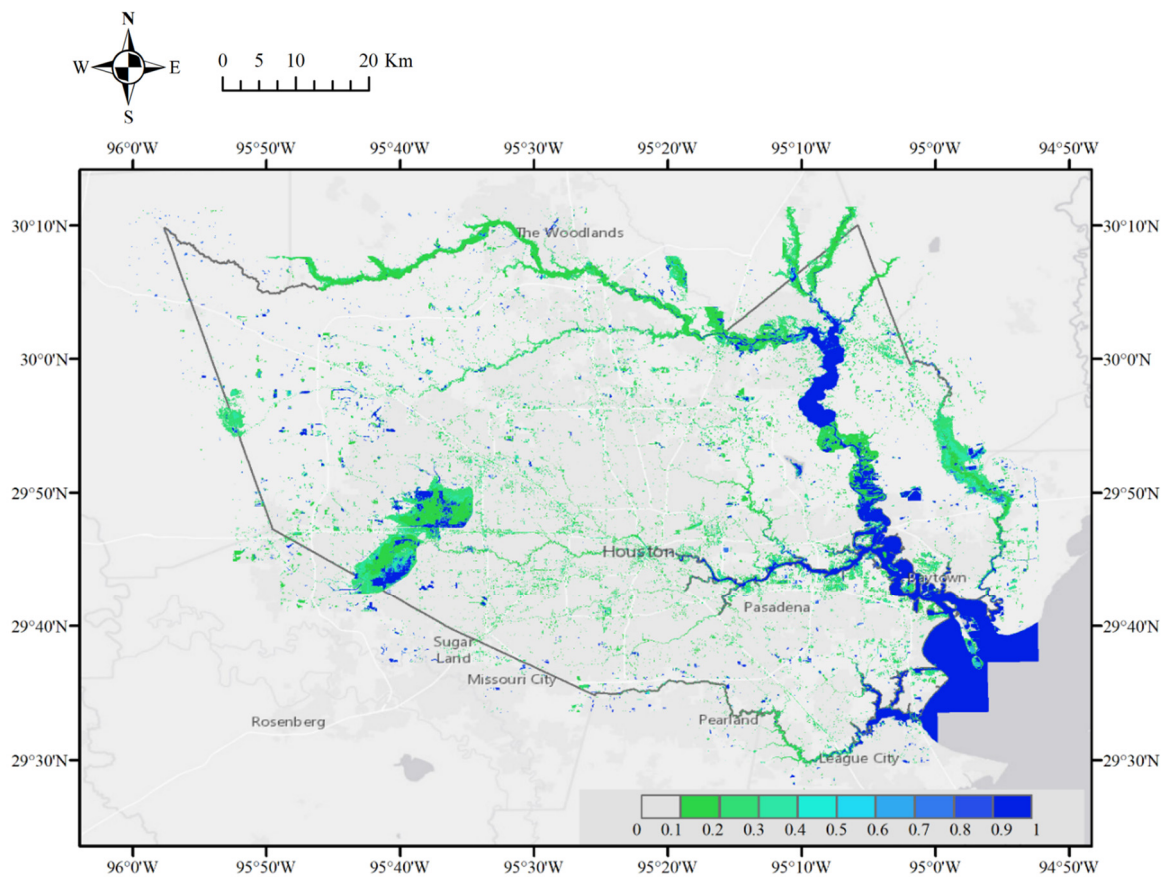 N
W E
S
0 5 10 20 Km
96°0'W 95°50'W 95°40'W 95°30'W 95°20'W 95°10'W 95°0'W 94°50'W
30°10'N The Woodlands 30°10'N
30°0'N 30°0'N
29°50'N 29°50'N
Houston
Baytown
Pasadena
29°40'N 29°40'N
Sugar
Land
Missouri City
Rosenberg Pearland
29°30'N League City 29°30'N
0 0.1 0.2 0.3 0.4 0.5 0.6 0.7 0.8 0.9 1
96°0'W 95°50'W 95°40'W 95°30'W 95°20'W 95°10'W 95°0'W 94°50'W